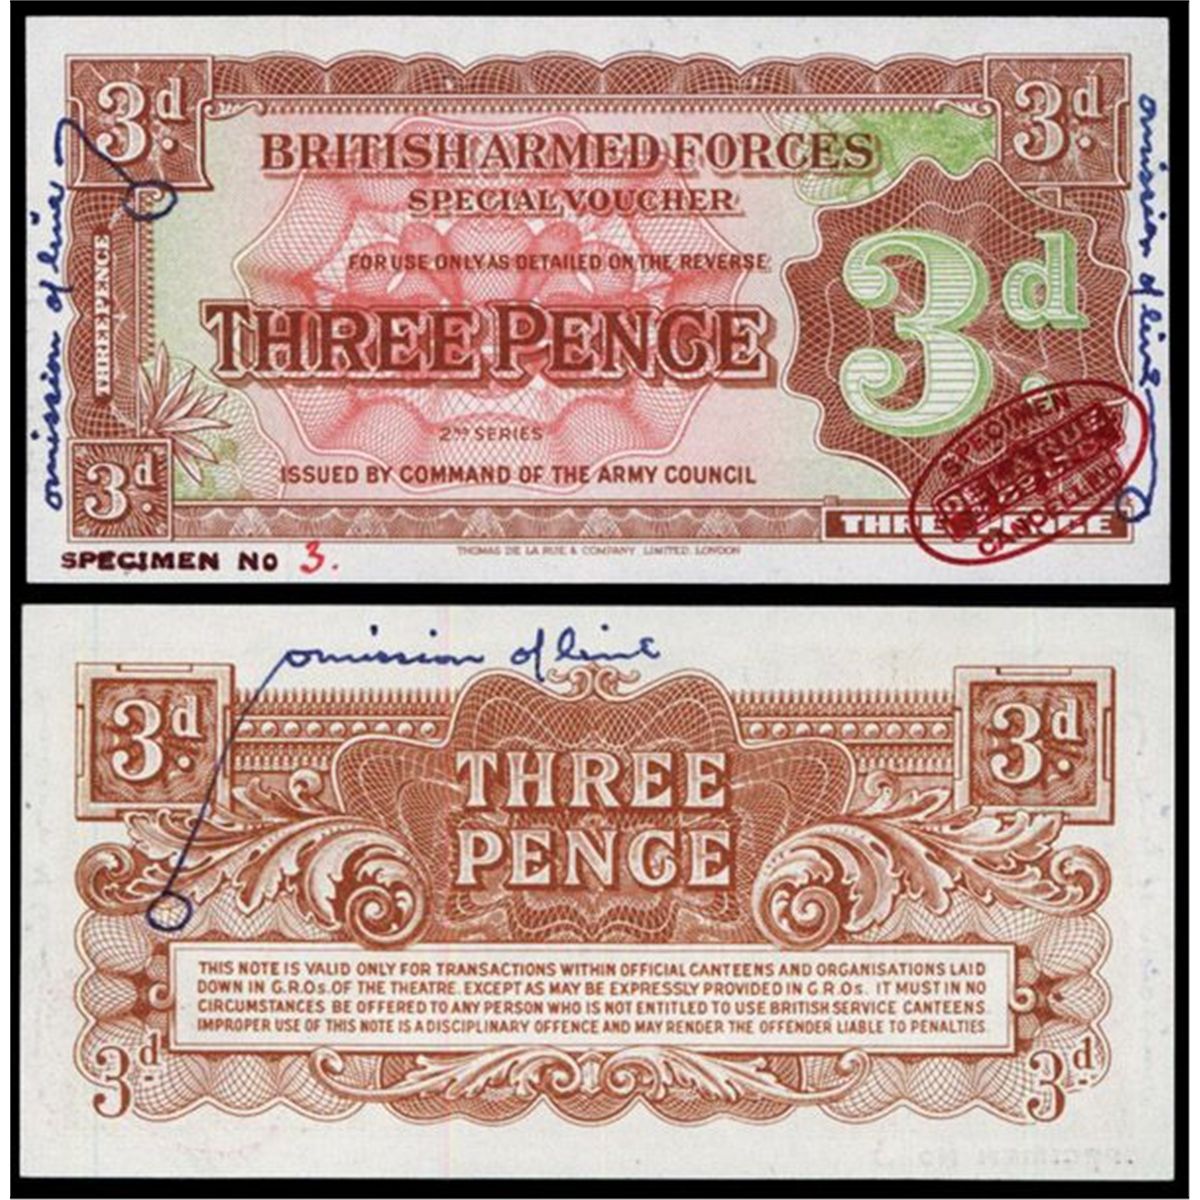 3d. 3d.
BRITISH ARMED FORCES
SPECIAL VOUCHER
FOR USE ONLY AS DETAILED ON THE REVERSE.
THREE PENCE
3d.
THREE PENCE
2ND SERIES
ISSUED BY COMMAND OF THE ARMY COUNCIL
3d.
THREE PENCE
THOMAS DE LA RUE & COMPANY, LIMITED, LONDON
SPECIMEN NO 3.
omission of line
omission of line
SPECIMEN
DE LA RUE
CANCELLED
omission of line
3d. 3d.
THREE
PENCE
THIS NOTE IS VALID ONLY FOR TRANSACTIONS WITHIN OFFICIAL CANTEENS AND ORGANISATIONS LAID
DOWN IN G.R.Os. OF THE THEATRE. EXCEPT AS MAY BE EXPRESSLY PROVIDED IN G.R.Os. IT MUST IN NO
CIRCUMSTANCES BE OFFERED TO ANY PERSON WHO IS NOT ENTITLED TO USE BRITISH SERVICE CANTEENS
IMPROPER USE OF THIS NOTE IS A DISCIPLINARY OFFENCE AND MAY RENDER THE OFFENDER LIABLE TO PENALTIES.
3d. 3d.